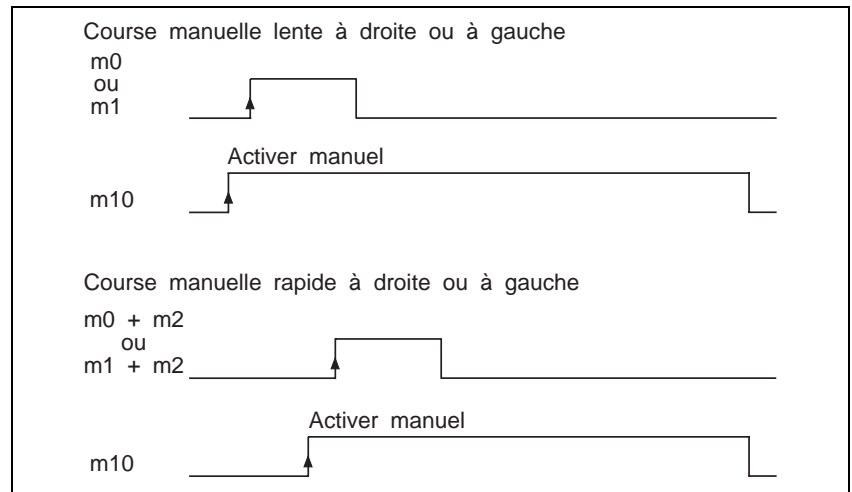 Course manuelle lente à droite ou à gauche
m0
ou
m1
Activer manuel
m10
Course manuelle rapide à droite ou à gauche
m0 + m2
ou
m1 + m2
Activer manuel
m10